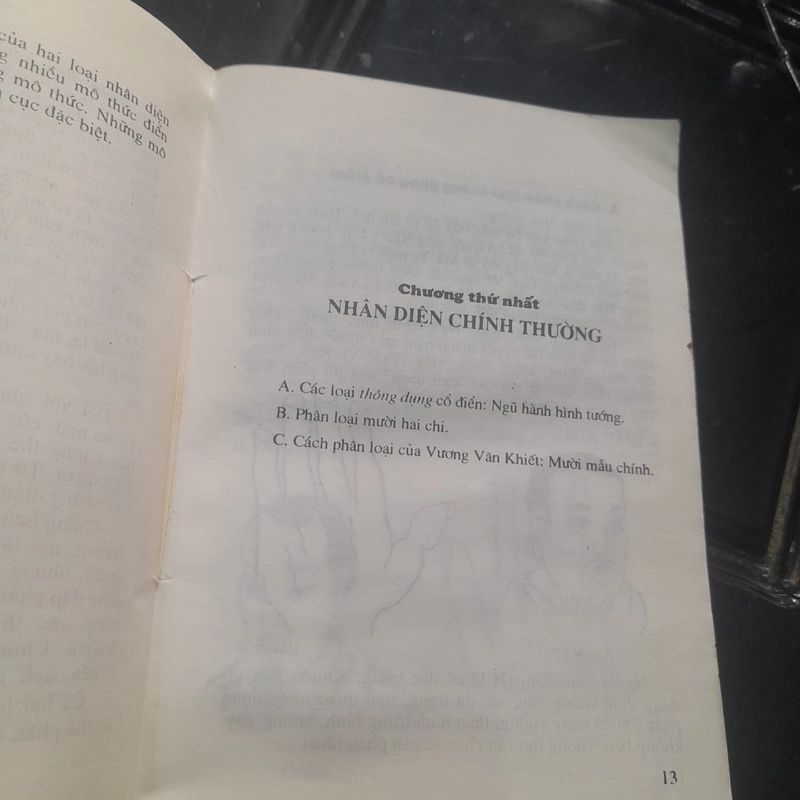 của hai loại nhân diện
nhiều mô thức điển
mô thức. Những mô
cục đặc biệt.
Chương thứ nhất
NHÂN DIỆN CHÍNH THƯỜNG
A. Các loại thông dụng cổ điển: Ngũ hành hình tướng.
B. Phân loại mười hai chi.
C. Cách phân loại của Vương Văn Khiết: Mười mẫu chính.
13